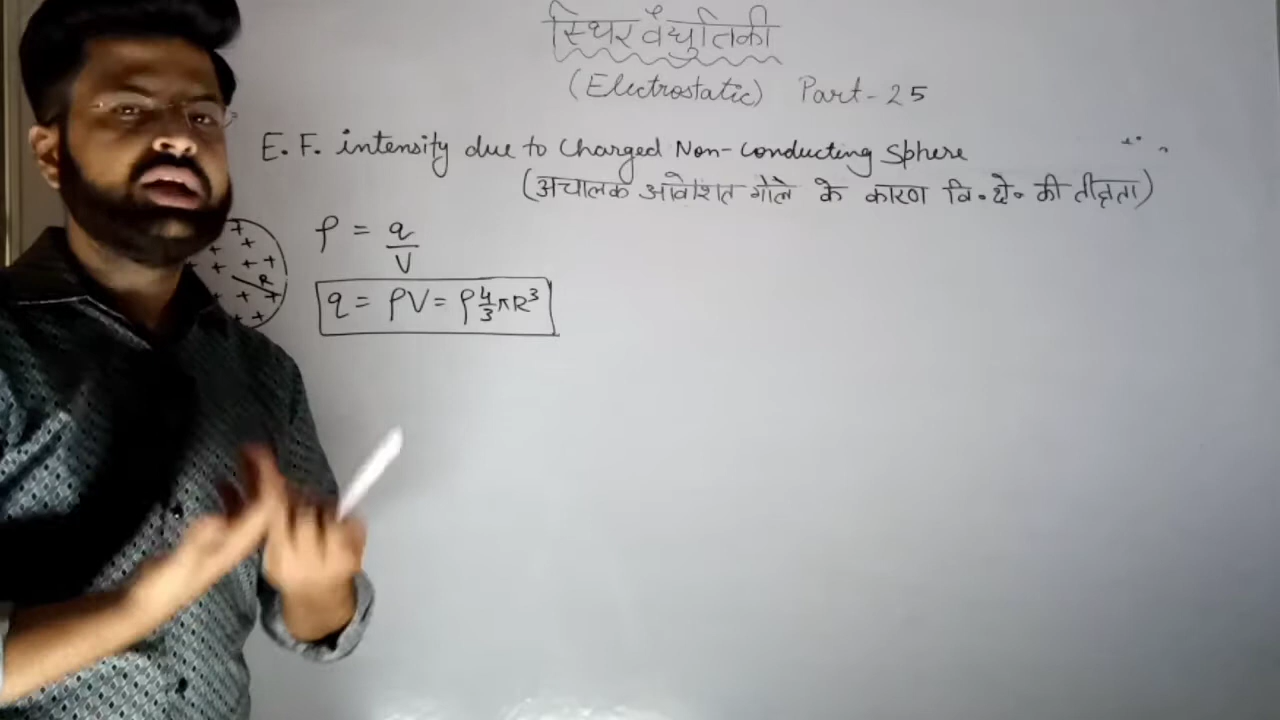 स्थिर वैद्युतिकी
(Electrostatic) Part-25
E. F. intensity due to Charged Non-Conducting Sphere
(अचालक आवेशित गोले के कारण वि॰ क्षे॰ की तीव्रता)
ρ = q/V
q = ρV = ρ 4/3 πR³
R